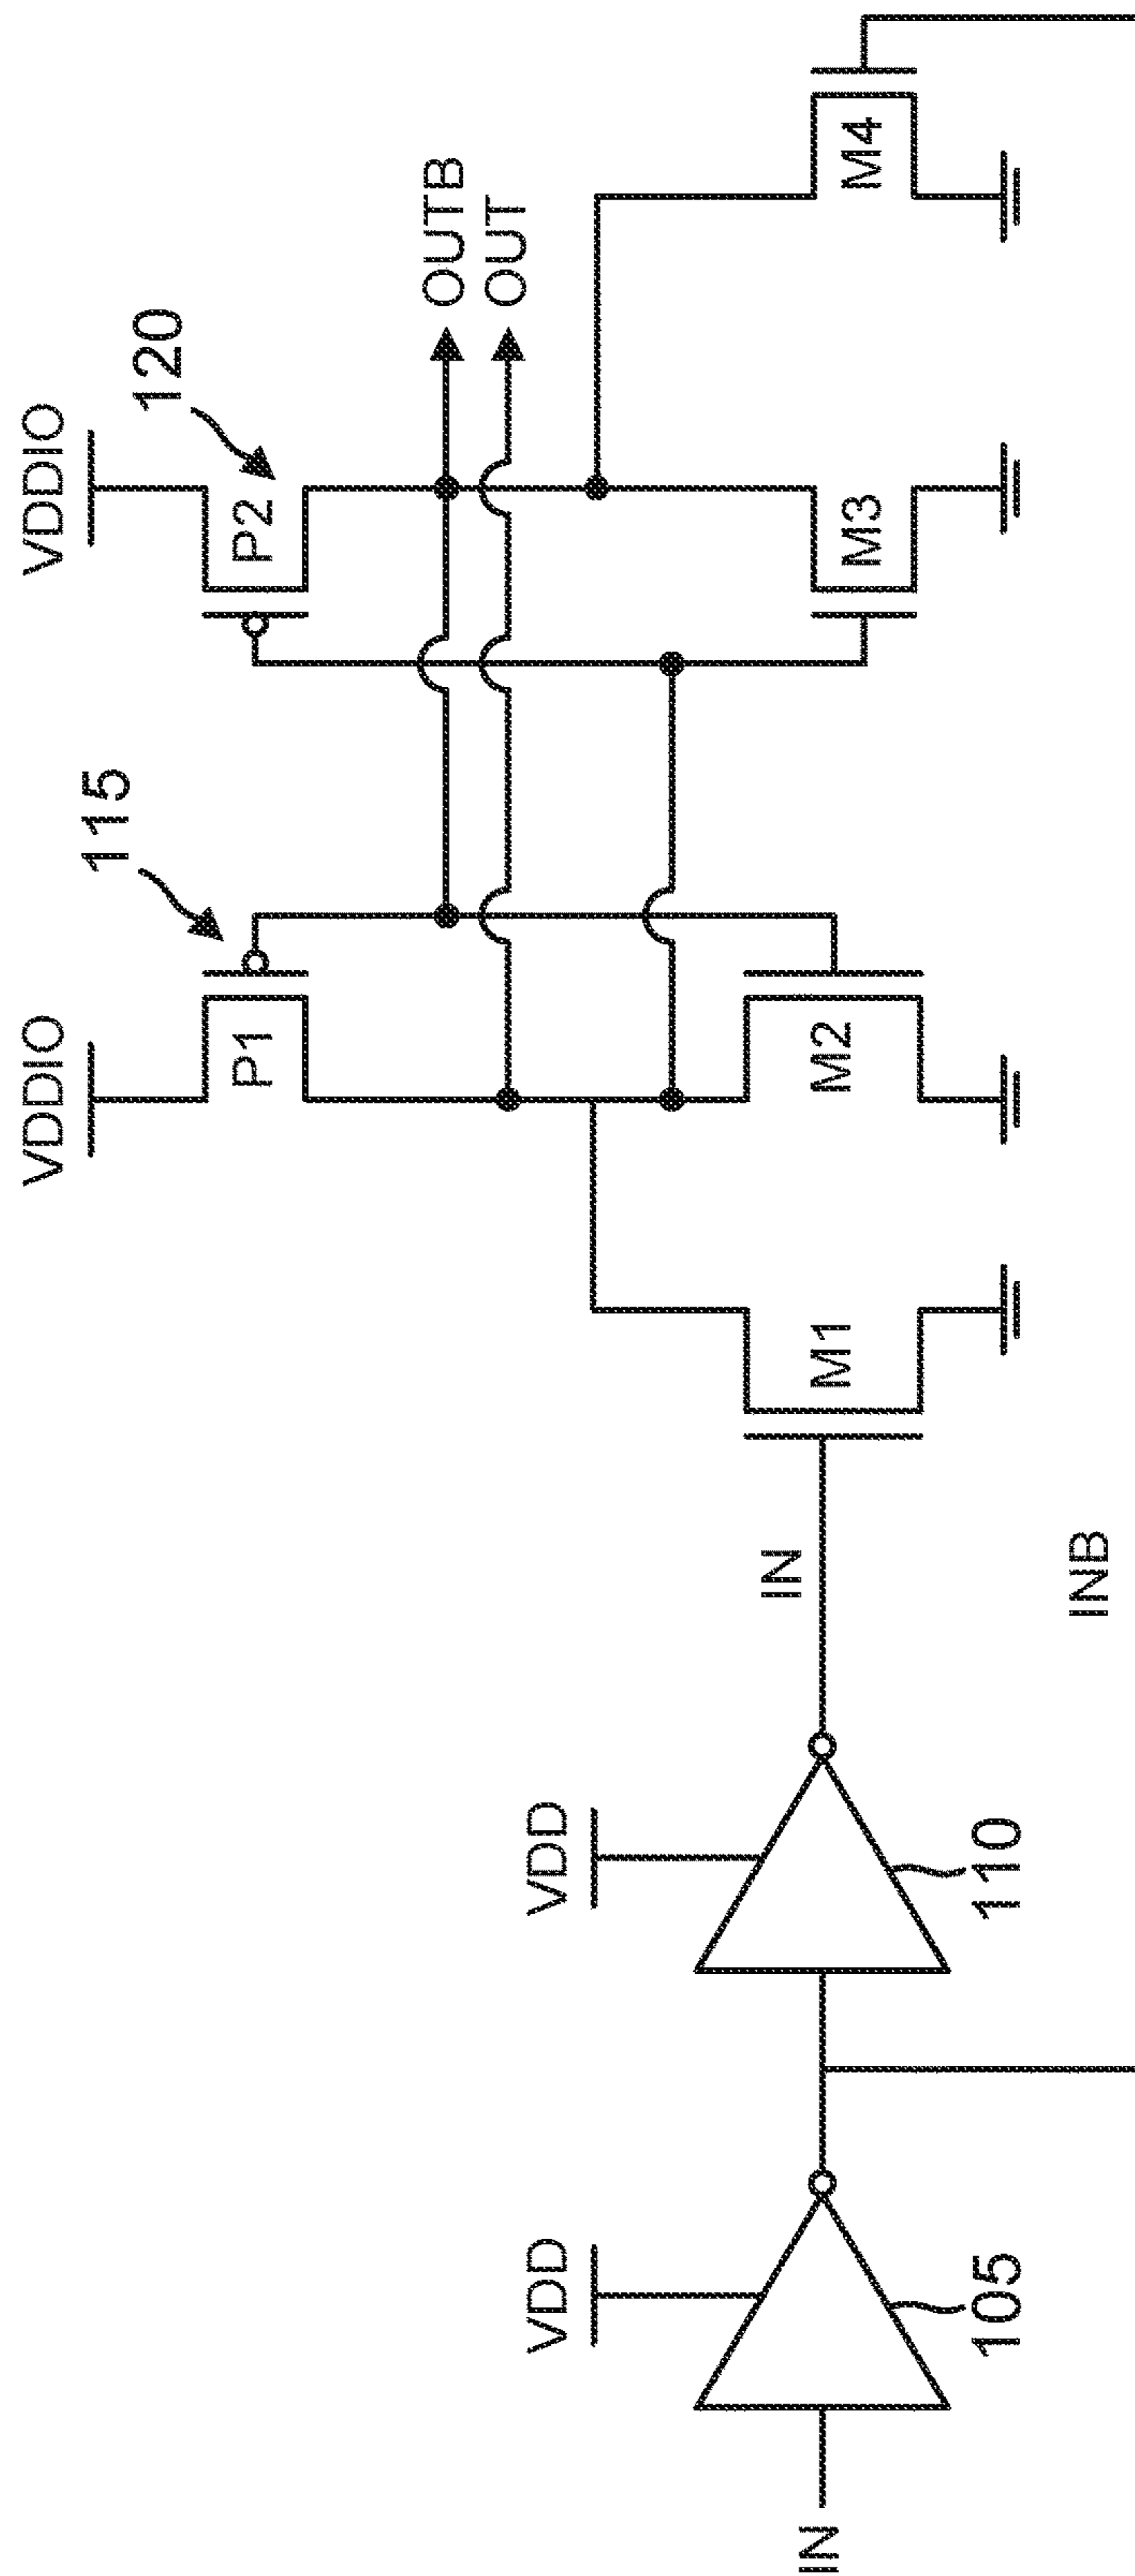 VDDIO
VDDIO
115
120
P1
P2
OUTB
OUT
VDD
VDD
IN
IN
M1
M2
M3
M4
105
110
INB